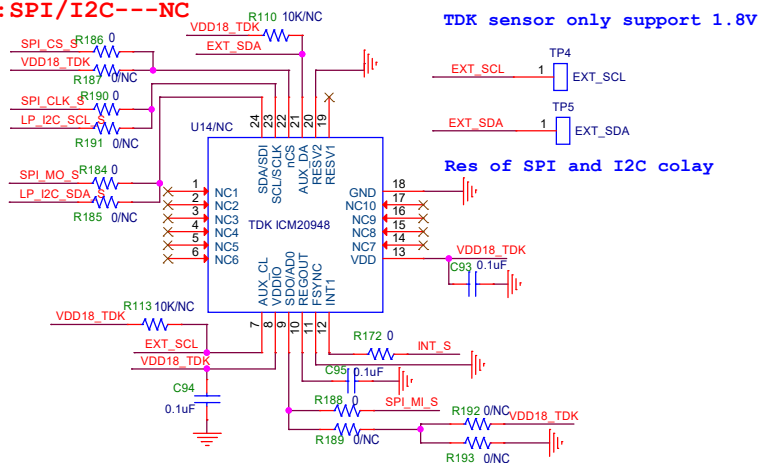 :SPI/I2C---NC
R110 10K/NC
VDD18_TDK
EXT_SDA
TDK sensor only support 1.8V
SPI_CS_S
R186 0
VDD18_TDK
R187 0/NC
SPI_CLK_S
R190 0
LP_I2C_SCL_S
R191 0/NC
SPI_MO_S
R184 0
LP_I2C_SDA_S
R185 0/NC
TP4
EXT_SCL
1
EXT_SCL
TP5
EXT_SDA
1
EXT_SDA
Res of SPI and I2C colay
U14/NC
24
23
22
21
20
19
SDA/SDI
SCL/SCLK
nCS
AUX_DA
RESV2
RESV1
1 NC1
2 NC2
3 NC3
4 NC4
5 NC5
6 NC6
TDK ICM20948
GND 18
NC10 17
NC9 16
NC8 15
NC7 14
VDD 13
VDD18_TDK
C93 0.1uF
AUX_CL
VDDIO
SDO/AD0
REGOUT
FSYNC
INT1
7
8
9
10
11
12
R113 10K/NC
VDD18_TDK
EXT_SCL
VDD18_TDK
C94
0.1uF
R172 0
INT_S
C95 0.1uF
R188 0
SPI_MI_S
R189 0/NC
R192 0/NC
VDD18_TDK
R193 0/NC